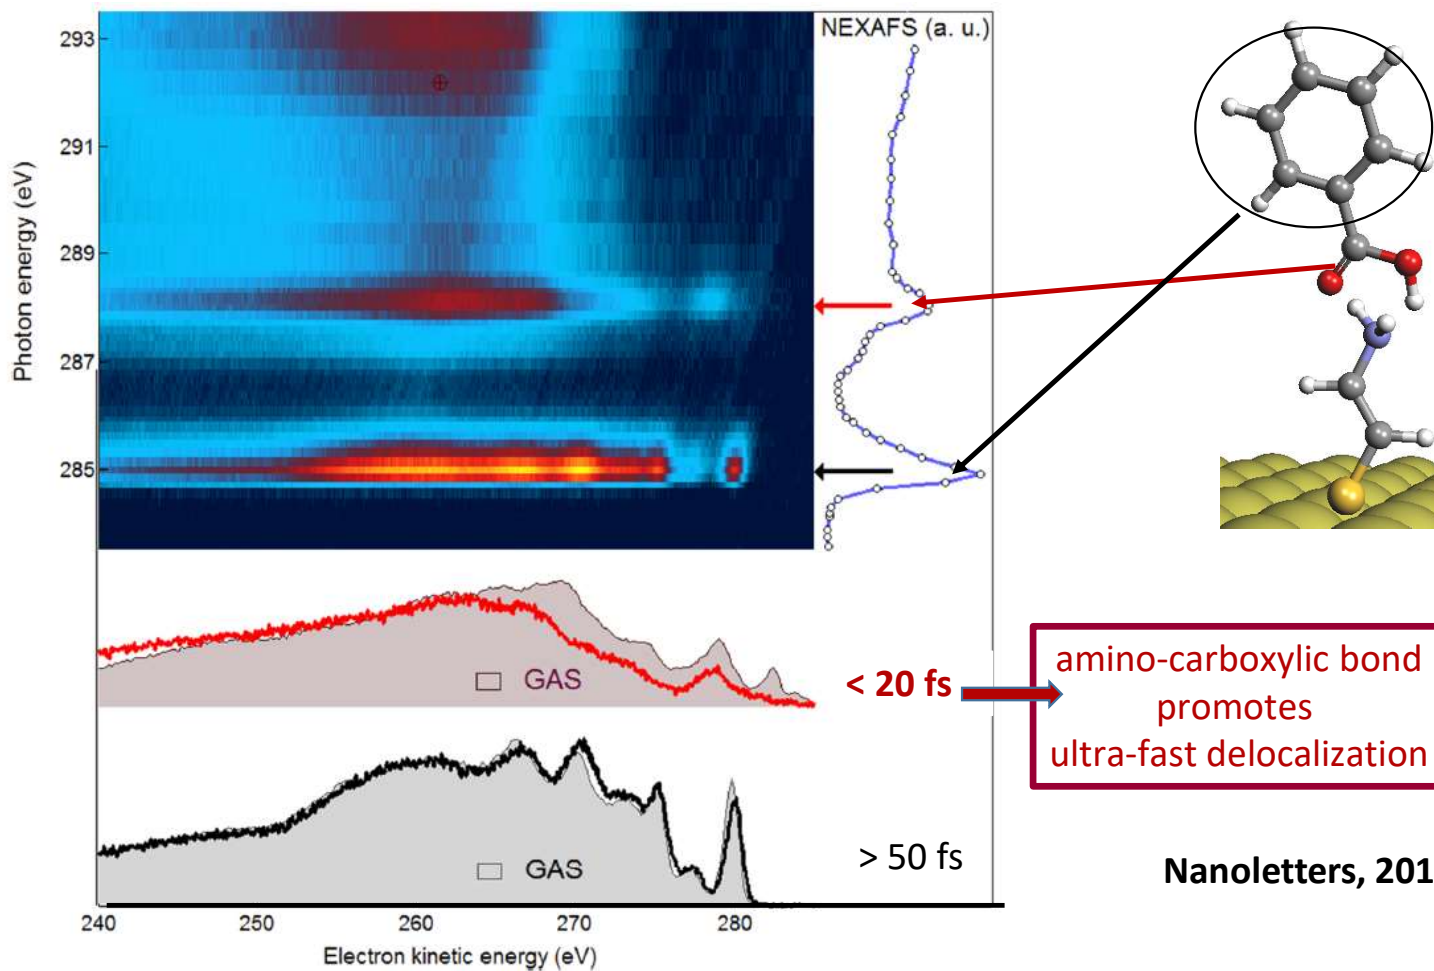 NEXAFS (a. u.)
Photon energy (eV)
293
291
289
287
285
GAS
< 20 fs
amino-carboxylic bond
promotes
ultra-fast delocalization
GAS
> 50 fs
Nanoletters, 201
240
250
260
270
280
Electron kinetic energy (eV)